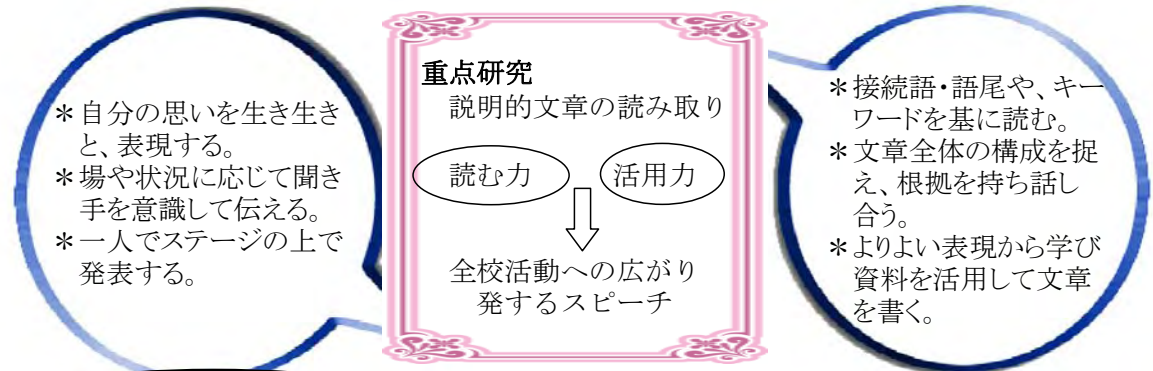 ＊自分の思いを生き生き
と、表現する。
＊場や状況に応じて聞き
手を意識して伝える。
＊一人でステージの上で
発表する。
重点研究
説明的文章の読み取り
読む力 活用力
全校活動への広がり
発するスピーチ
＊接続語・語尾や、キー
ワードを基に読む。
＊文章全体の構成を捉
え、根拠を持ち話し
合う。
＊よりよい表現から学び
資料を活用して文章
を書く。